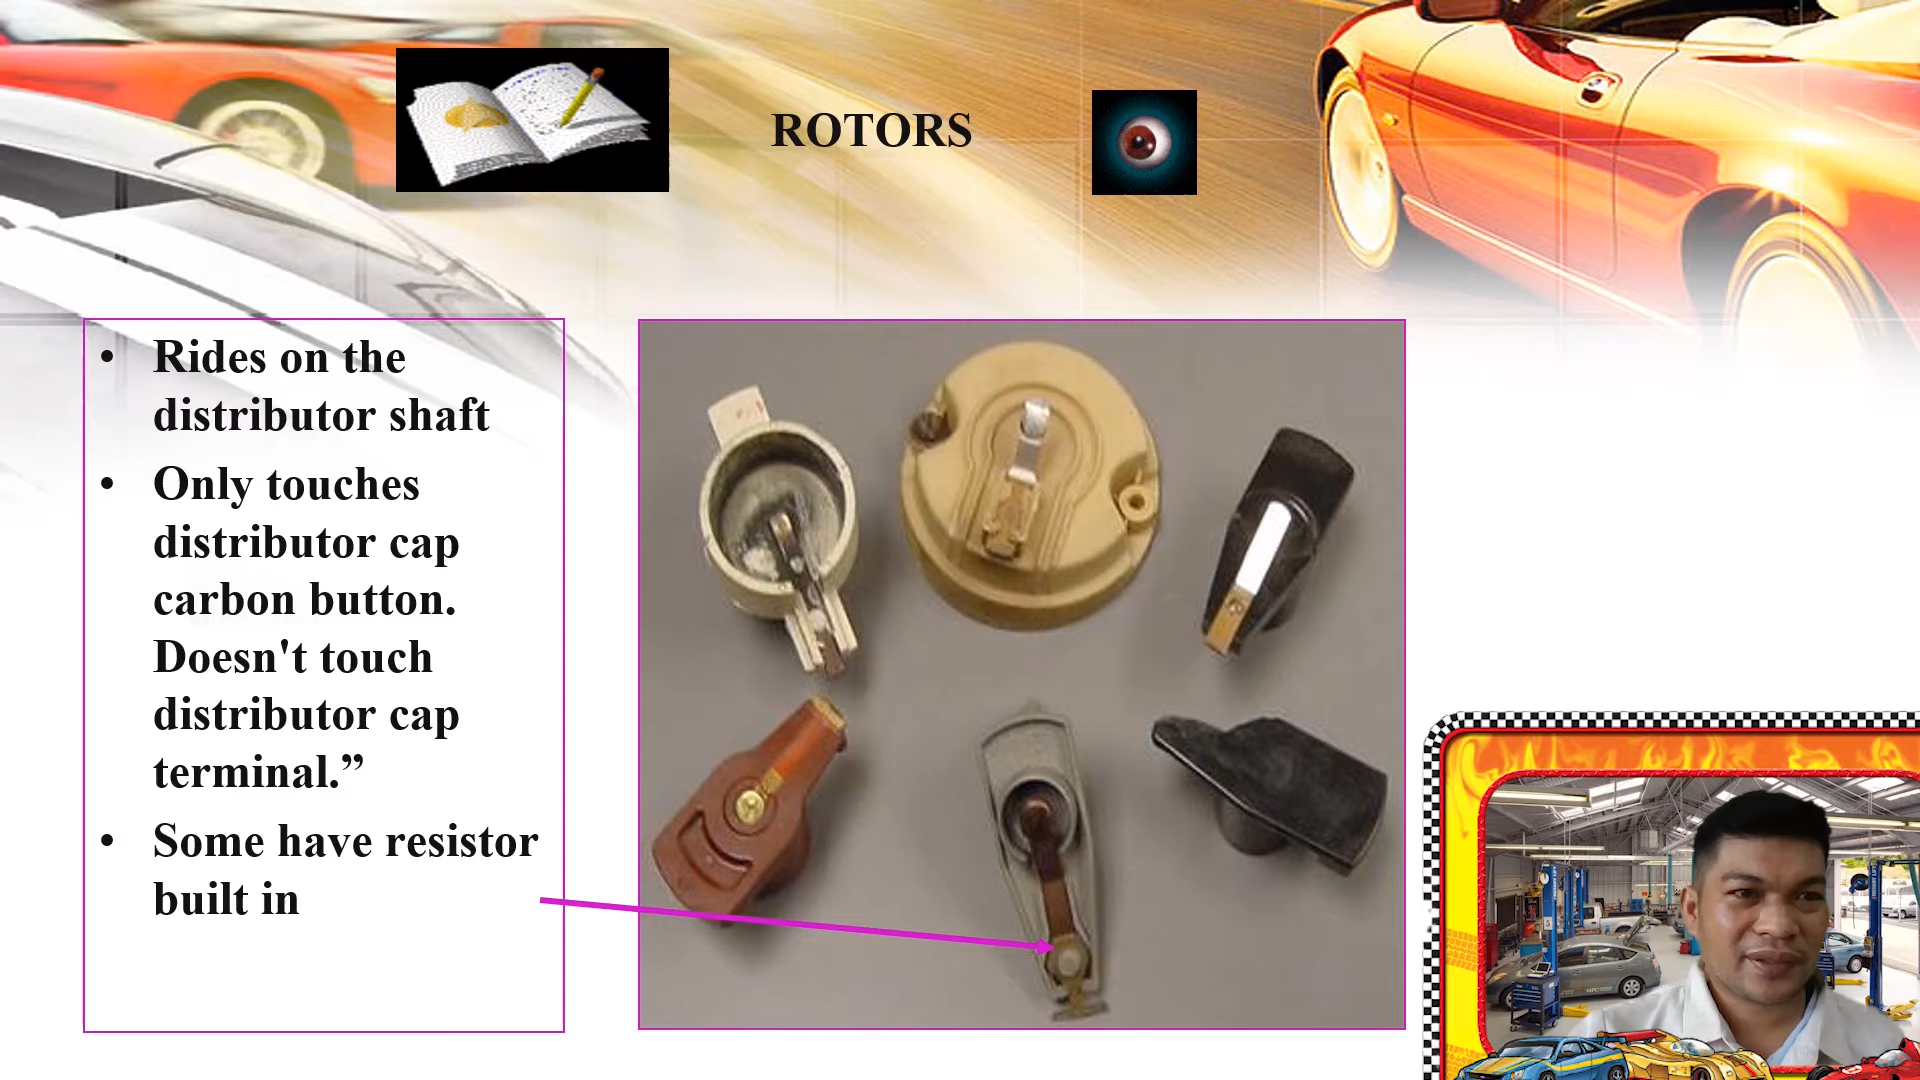 ROTORS
• Rides on the
distributor shaft
• Only touches
distributor cap
carbon button.
Doesn't touch
distributor cap
terminal.”
• Some have resistor
built in